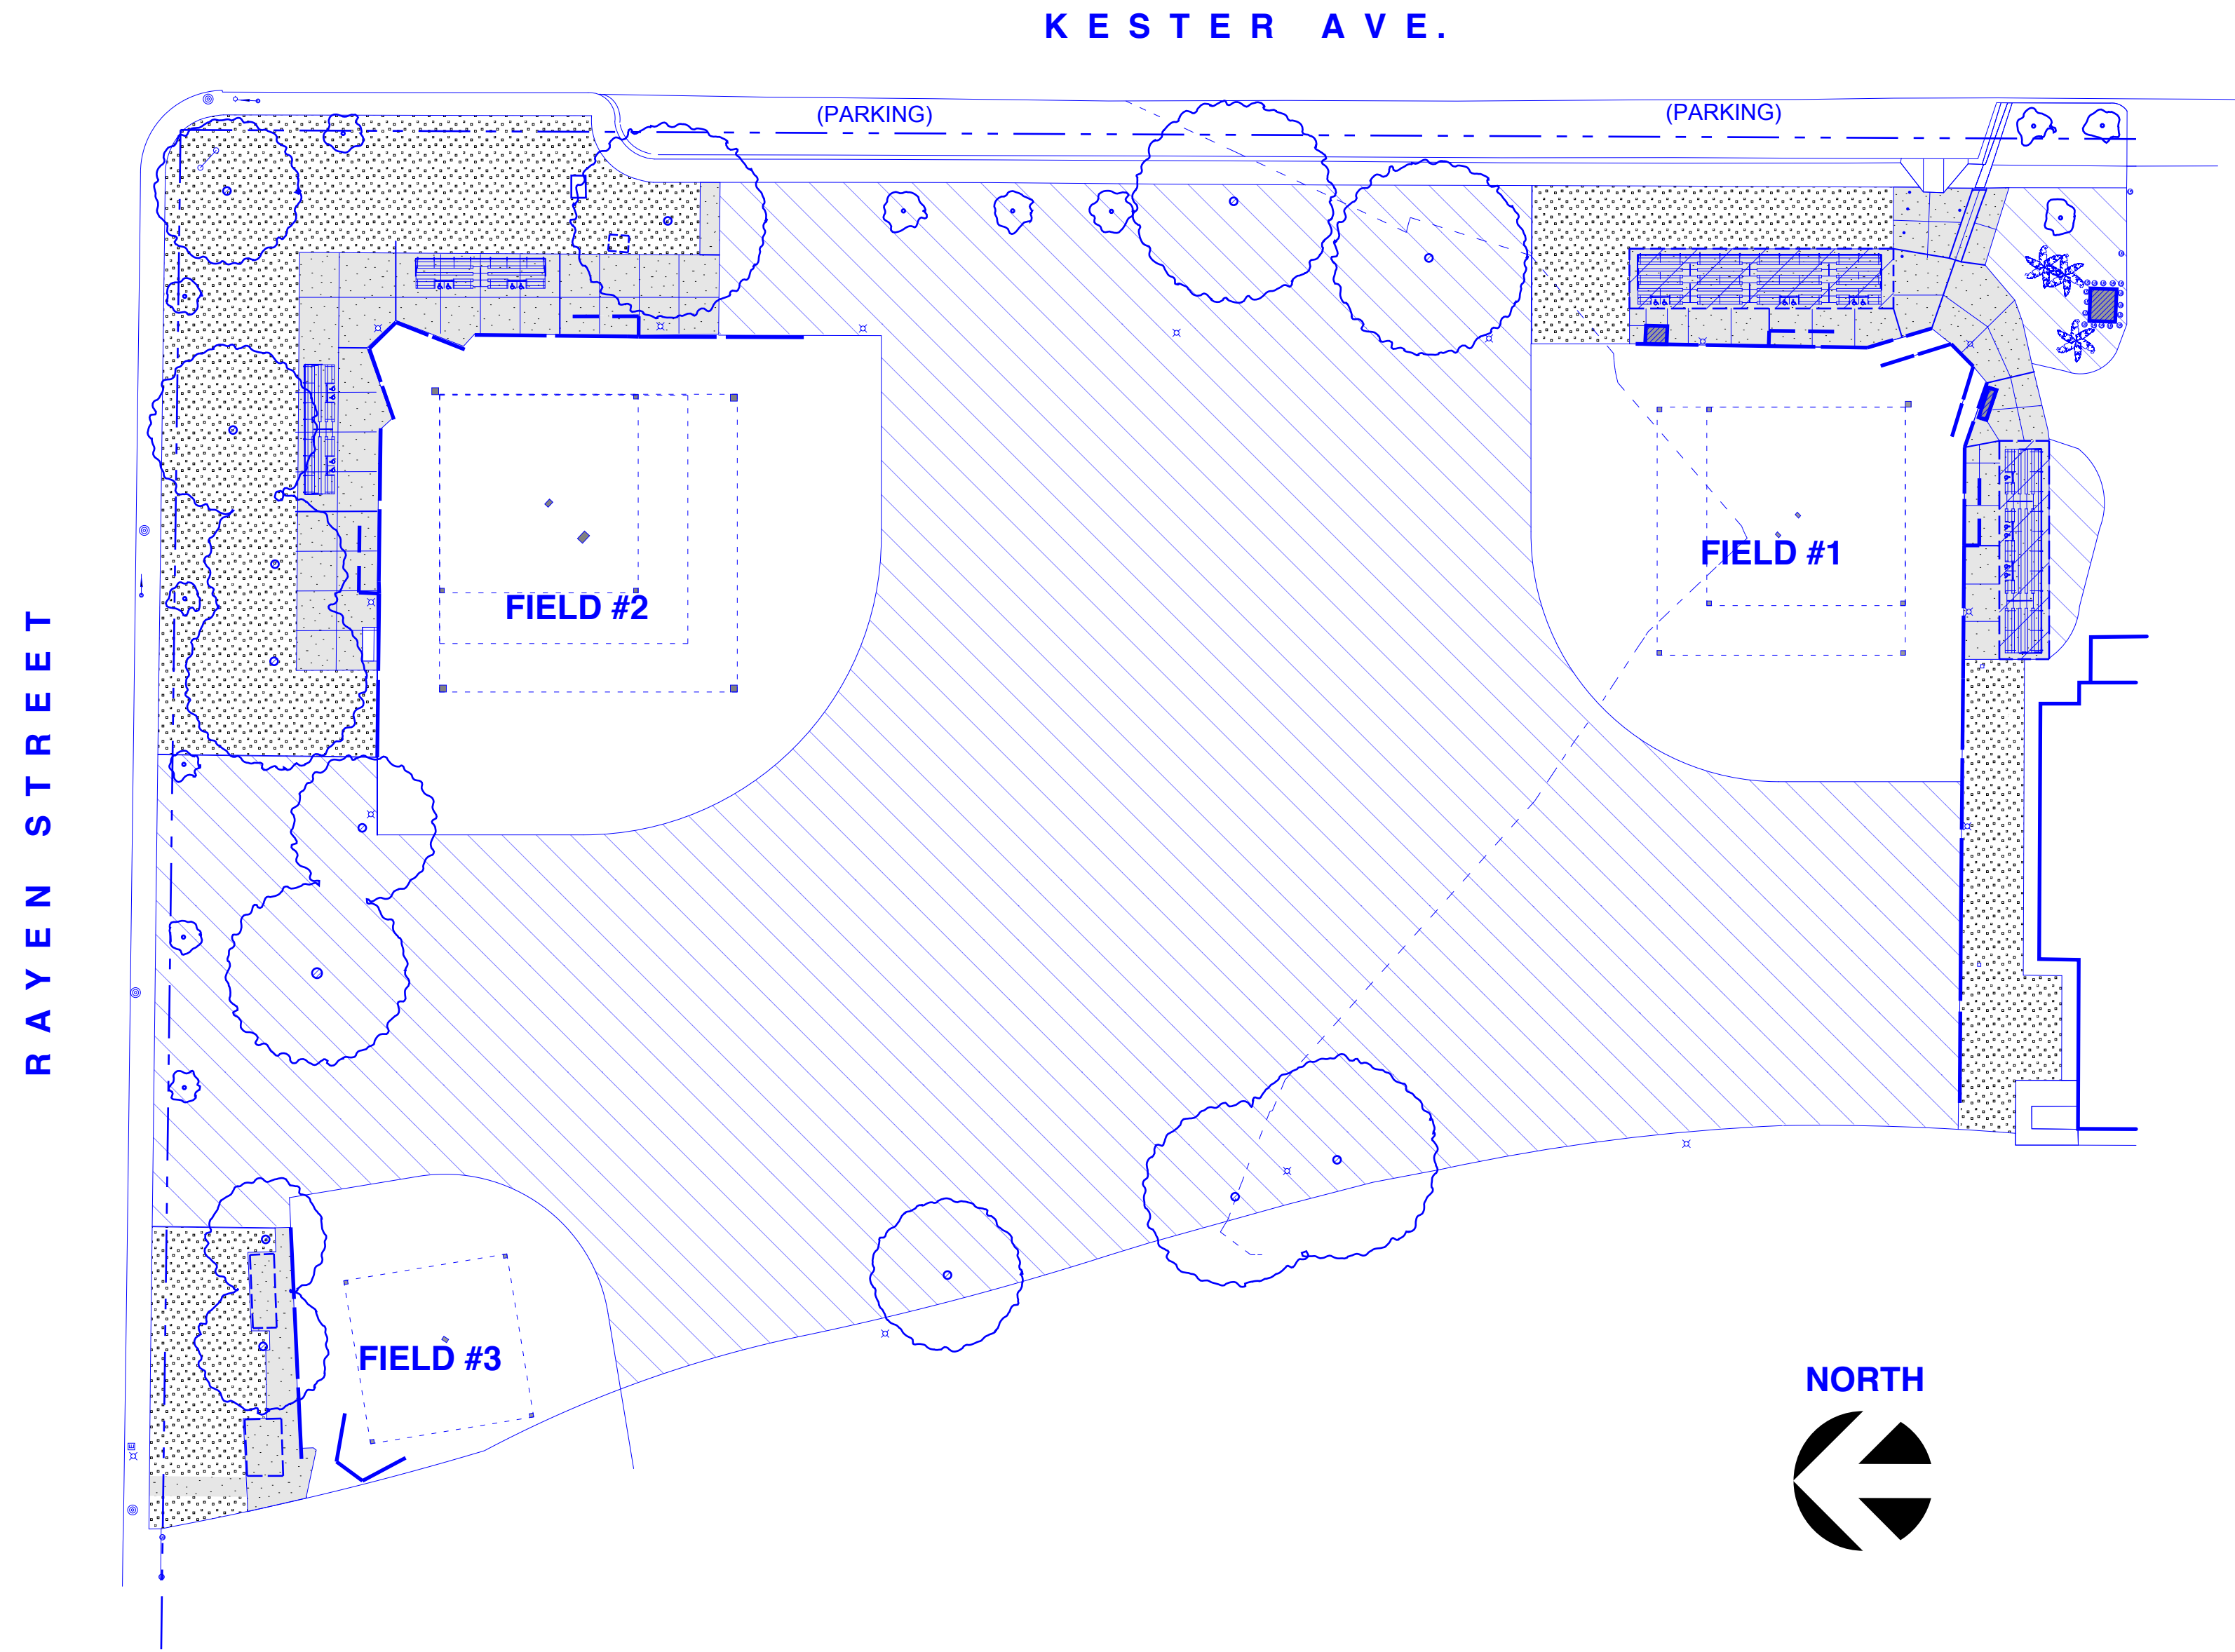 KESTER AVE.
(PARKING)
(PARKING)
FIELD #1
FIELD #2
RAYEN STREET
FIELD #3
NORTH